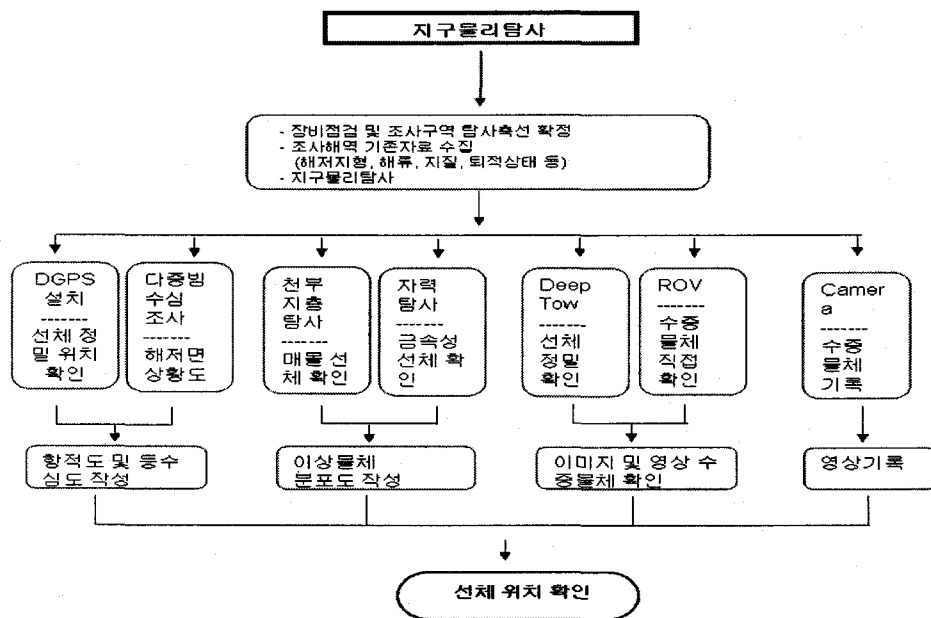 지구물리탐사
- 장비점검 및 조사구역 탐사측선 확정
- 조사해역 기존자료 수집
(해저지형, 해류, 지질, 퇴적상태 등)
- 지구물리탐사
DGPS
설치
-------
선체 정
밀 위치
확인
다중빔
수심
조사
-------
해저면
상황도
천부
지층
탐사
-------
매몰 선
체 확인
자력
탐사
-------
금속성
선체 확
인
Deep
Tow
-------
선체
정밀
확인
ROV
-------
수중
물체
직접
확인
Camer
a
-------
수중
물체
기록
항적도 및 등수
심도 작성
이상물체
분포도 작성
이미지 및 영상 수
중물체 확인
영상기록
선체 위치 확인